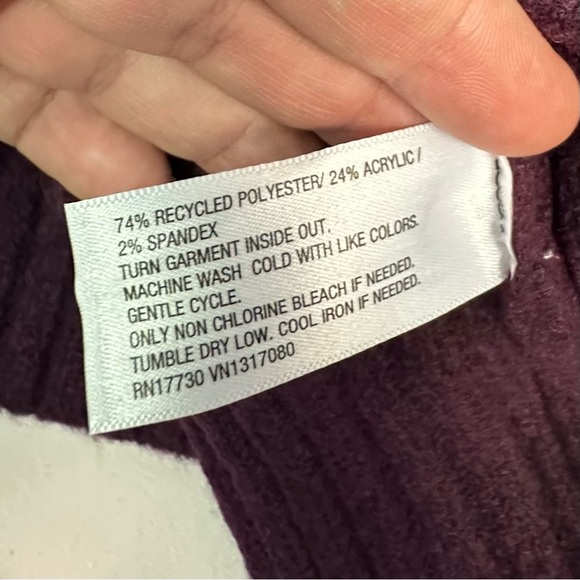 74% RECYCLED POLYESTER/ 24% ACRYLIC/
2% SPANDEX
TURN GARMENT INSIDE OUT.
MACHINE WASH COLD WITH LIKE COLORS.
GENTLE CYCLE.
ONLY NON CHLORINE BLEACH IF NEEDED.
TUMBLE DRY LOW. COOL IRON IF NEEDED.
RN17730 VN1317080